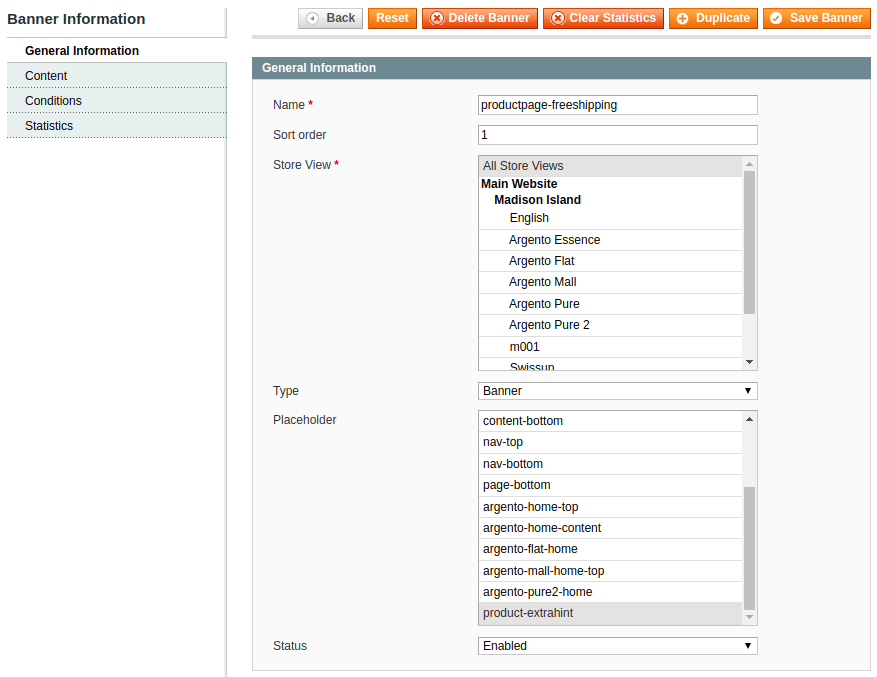 Banner Information
General Information
Content
Conditions
Statistics
Back Reset Delete Banner Clear Statistics Duplicate Save Banner
General Information
Name * productpage-freeshipping
Sort order 1
Store View * All Store Views
Main Website
Madison Island
English
Argento Essence
Argento Flat
Argento Mall
Argento Pure
Argento Pure 2
m001
Swissup
Type Banner
Placeholder content-bottom
nav-top
nav-bottom
page-bottom
argento-home-top
argento-home-content
argento-flat-home
argento-mall-home-top
argento-pure2-home
product-extrahint
Status Enabled